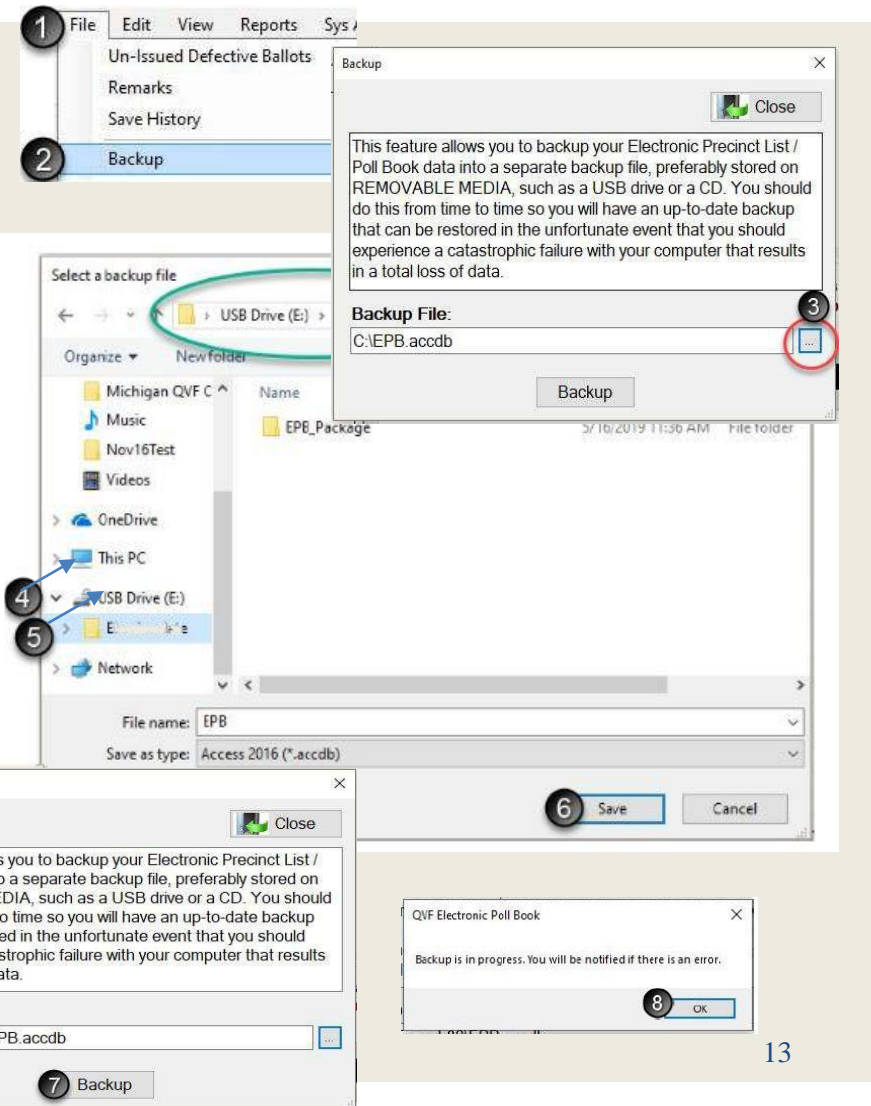 1 File Edit View Reports Sys
Un-Issued Defective Ballots
Remarks
Save History
2 Backup
Backup
Close
This feature allows you to backup your Electronic Precinct List /
Poll Book data into a separate backup file, preferably stored on
REMOVABLE MEDIA, such as a USB drive or a CD. You should
do this from time to time so you will have an up-to-date backup
that can be restored in the unfortunate event that you should
experience a catastrophic failure with your computer that results
in a total loss of data.
Backup File:
3
C:\EPB.accdb ...
Backup
Select a backup file
USB Drive (E:)
Organize New folder
Michigan QVF C
Music
Nov16Test
Videos
OneDrive
This PC
4 USB Drive (E:)
5
Network
Name
EPB_Package 5/16/2019 11:36 AM File folder
File name: EPB
Save as type: Access 2016 (*.accdb)
6 Save Cancel
Close
s you to backup your Electronic Precinct List /
o a separate backup file, preferably stored on
EDIA, such as a USB drive or a CD. You should
o time so you will have an up-to-date backup
ed in the unfortunate event that you should
strophic failure with your computer that results
ata.
PB.accdb ...
7 Backup
QVF Electronic Poll Book
Backup is in progress. You will be notified if there is an error.
8 OK
13